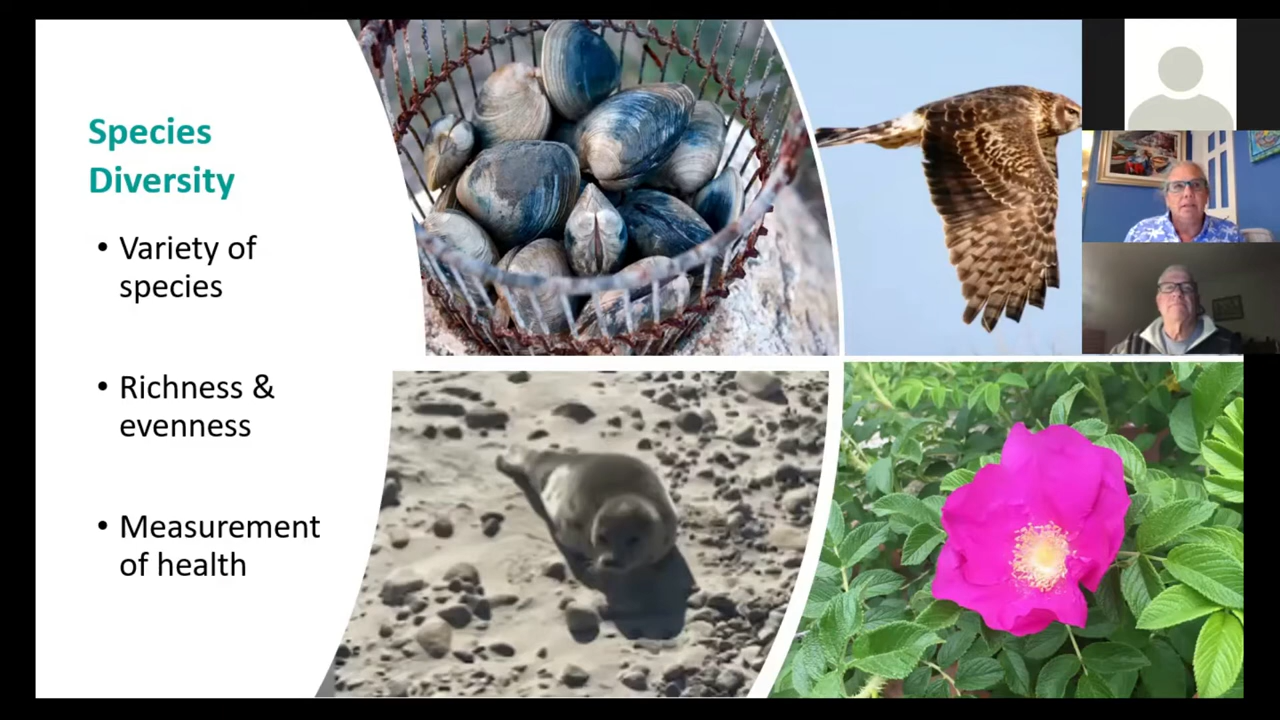 Species
Diversity
• Variety of
species
• Richness &
evenness
• Measurement
of health